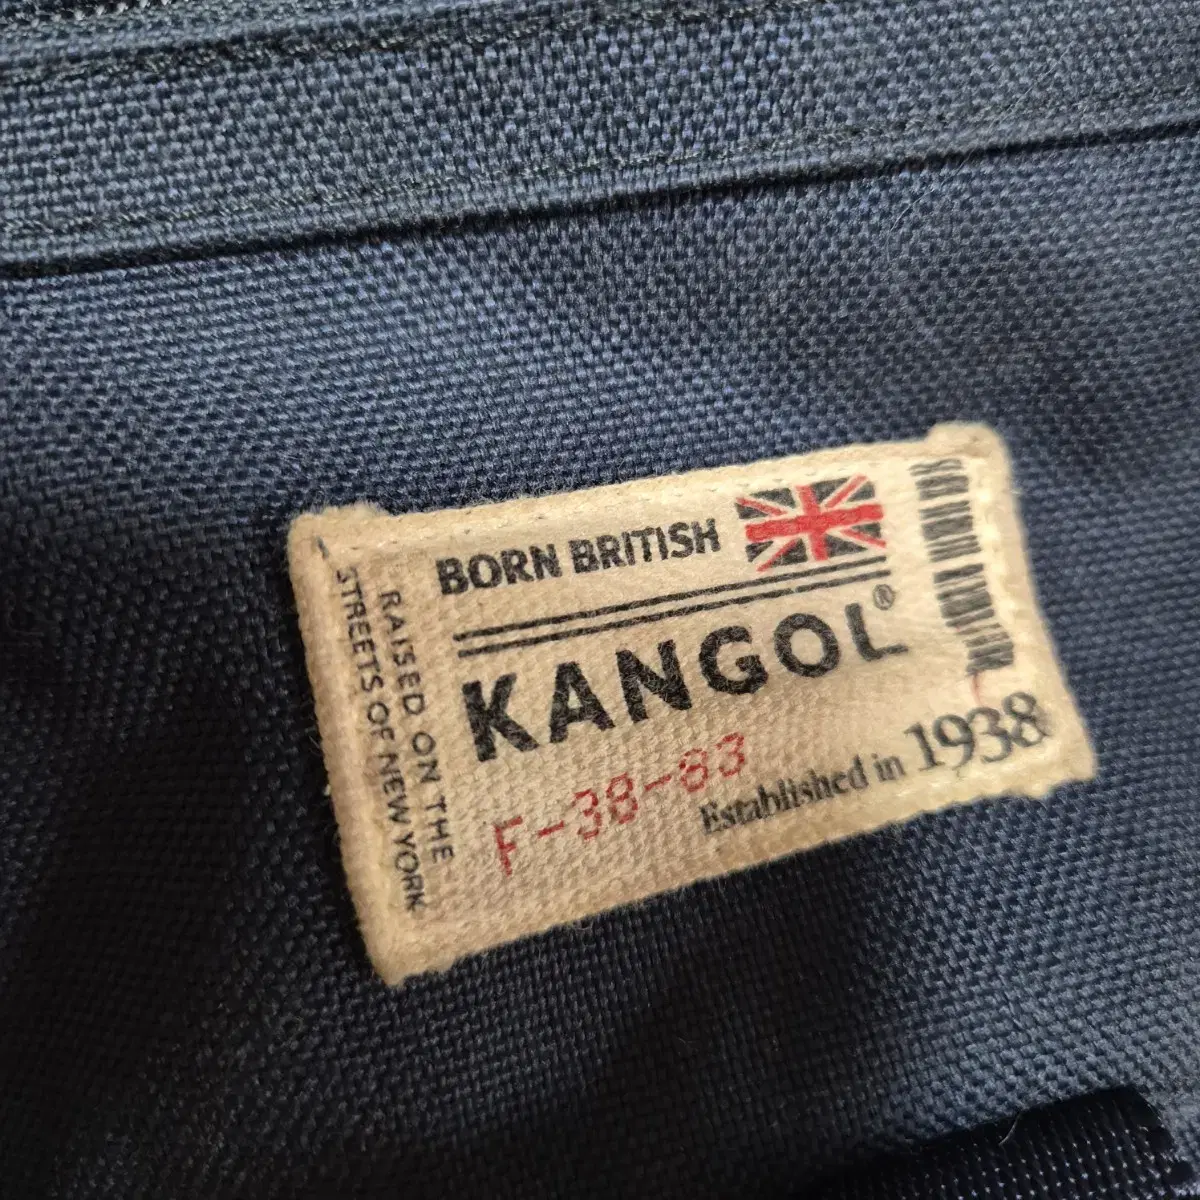 BORN BRITISH
KANGOL®
F-38-83
Established in 1938
RAISED ON THE
STREETS OF NEW YORK